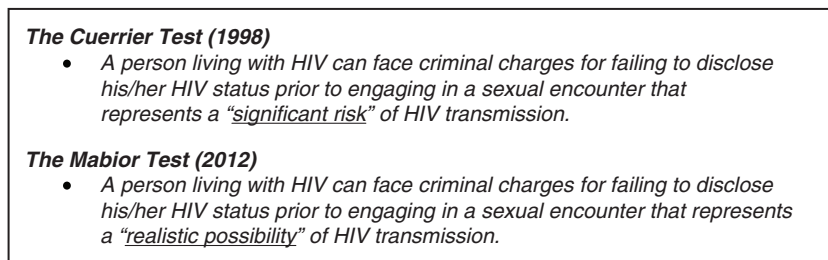 The Cuerrier Test (1998)
• A person living with HIV can face criminal charges for failing to disclose
his/her HIV status prior to engaging in a sexual encounter that
represents a “significant risk” of HIV transmission.
The Mabior Test (2012)
• A person living with HIV can face criminal charges for failing to disclose
his/her HIV status prior to engaging in a sexual encounter that represents
a “realistic possibility” of HIV transmission.